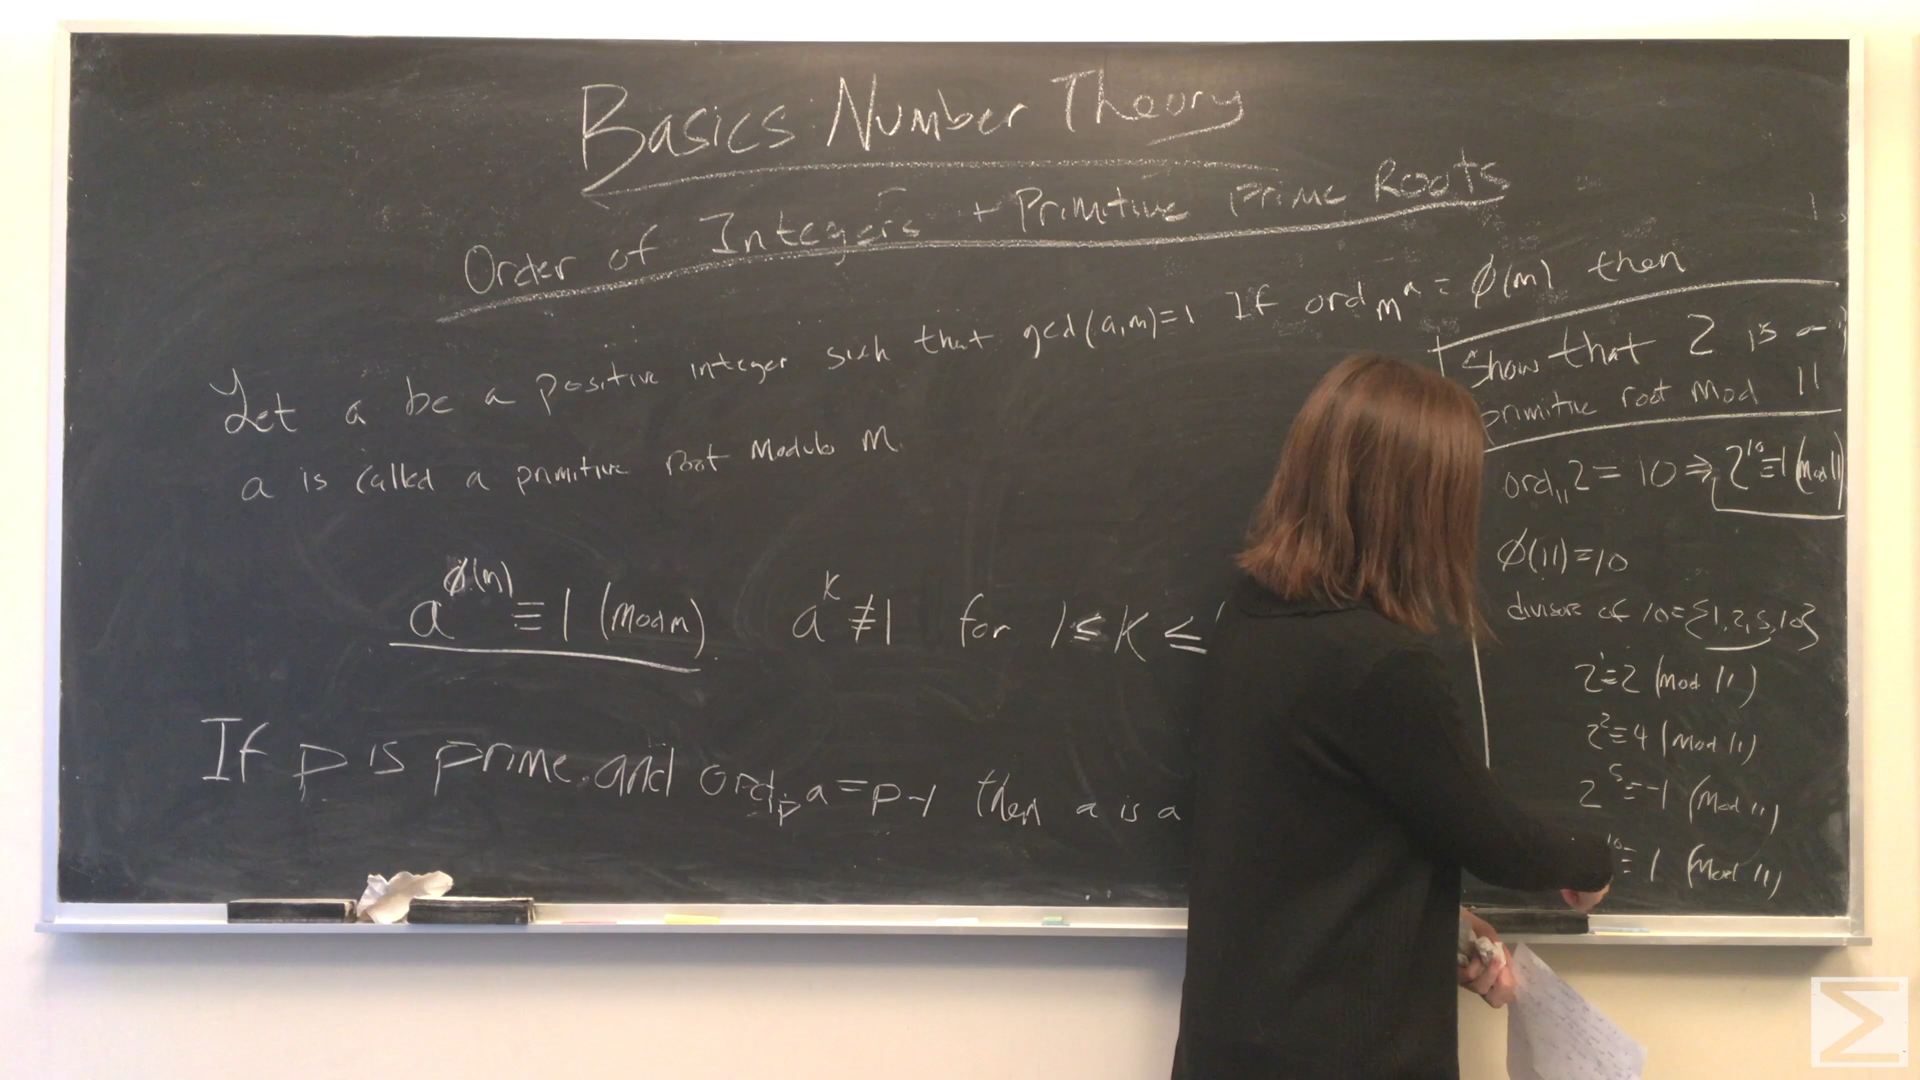 Basics Number Theory
Order of Integers + Primitive Prime Roots
Let a be a positive integer such that gcd(a,m)=1 If ord_m a = ϕ(m) then
a is called a primitive root Modulo M.
a^ϕ(m) ≡ 1 (modm) a^k ≢ 1 for 1≤K≤
If p is prime and ord_p a = p-1 then a is a
Show that 2 is a
primitive root mod 11
ord_11 2 = 10 ⇒ 2^10 ≡ 1 (mod 11)
ϕ(11)=10
divisors of 10={1,2,5,10}
2^1 ≡ 2 (mod 11)
2^2 ≡ 4 (mod 11)
2^5 ≡ -1 (mod 11)
^10 ≡ 1 (mod 11)
Σ